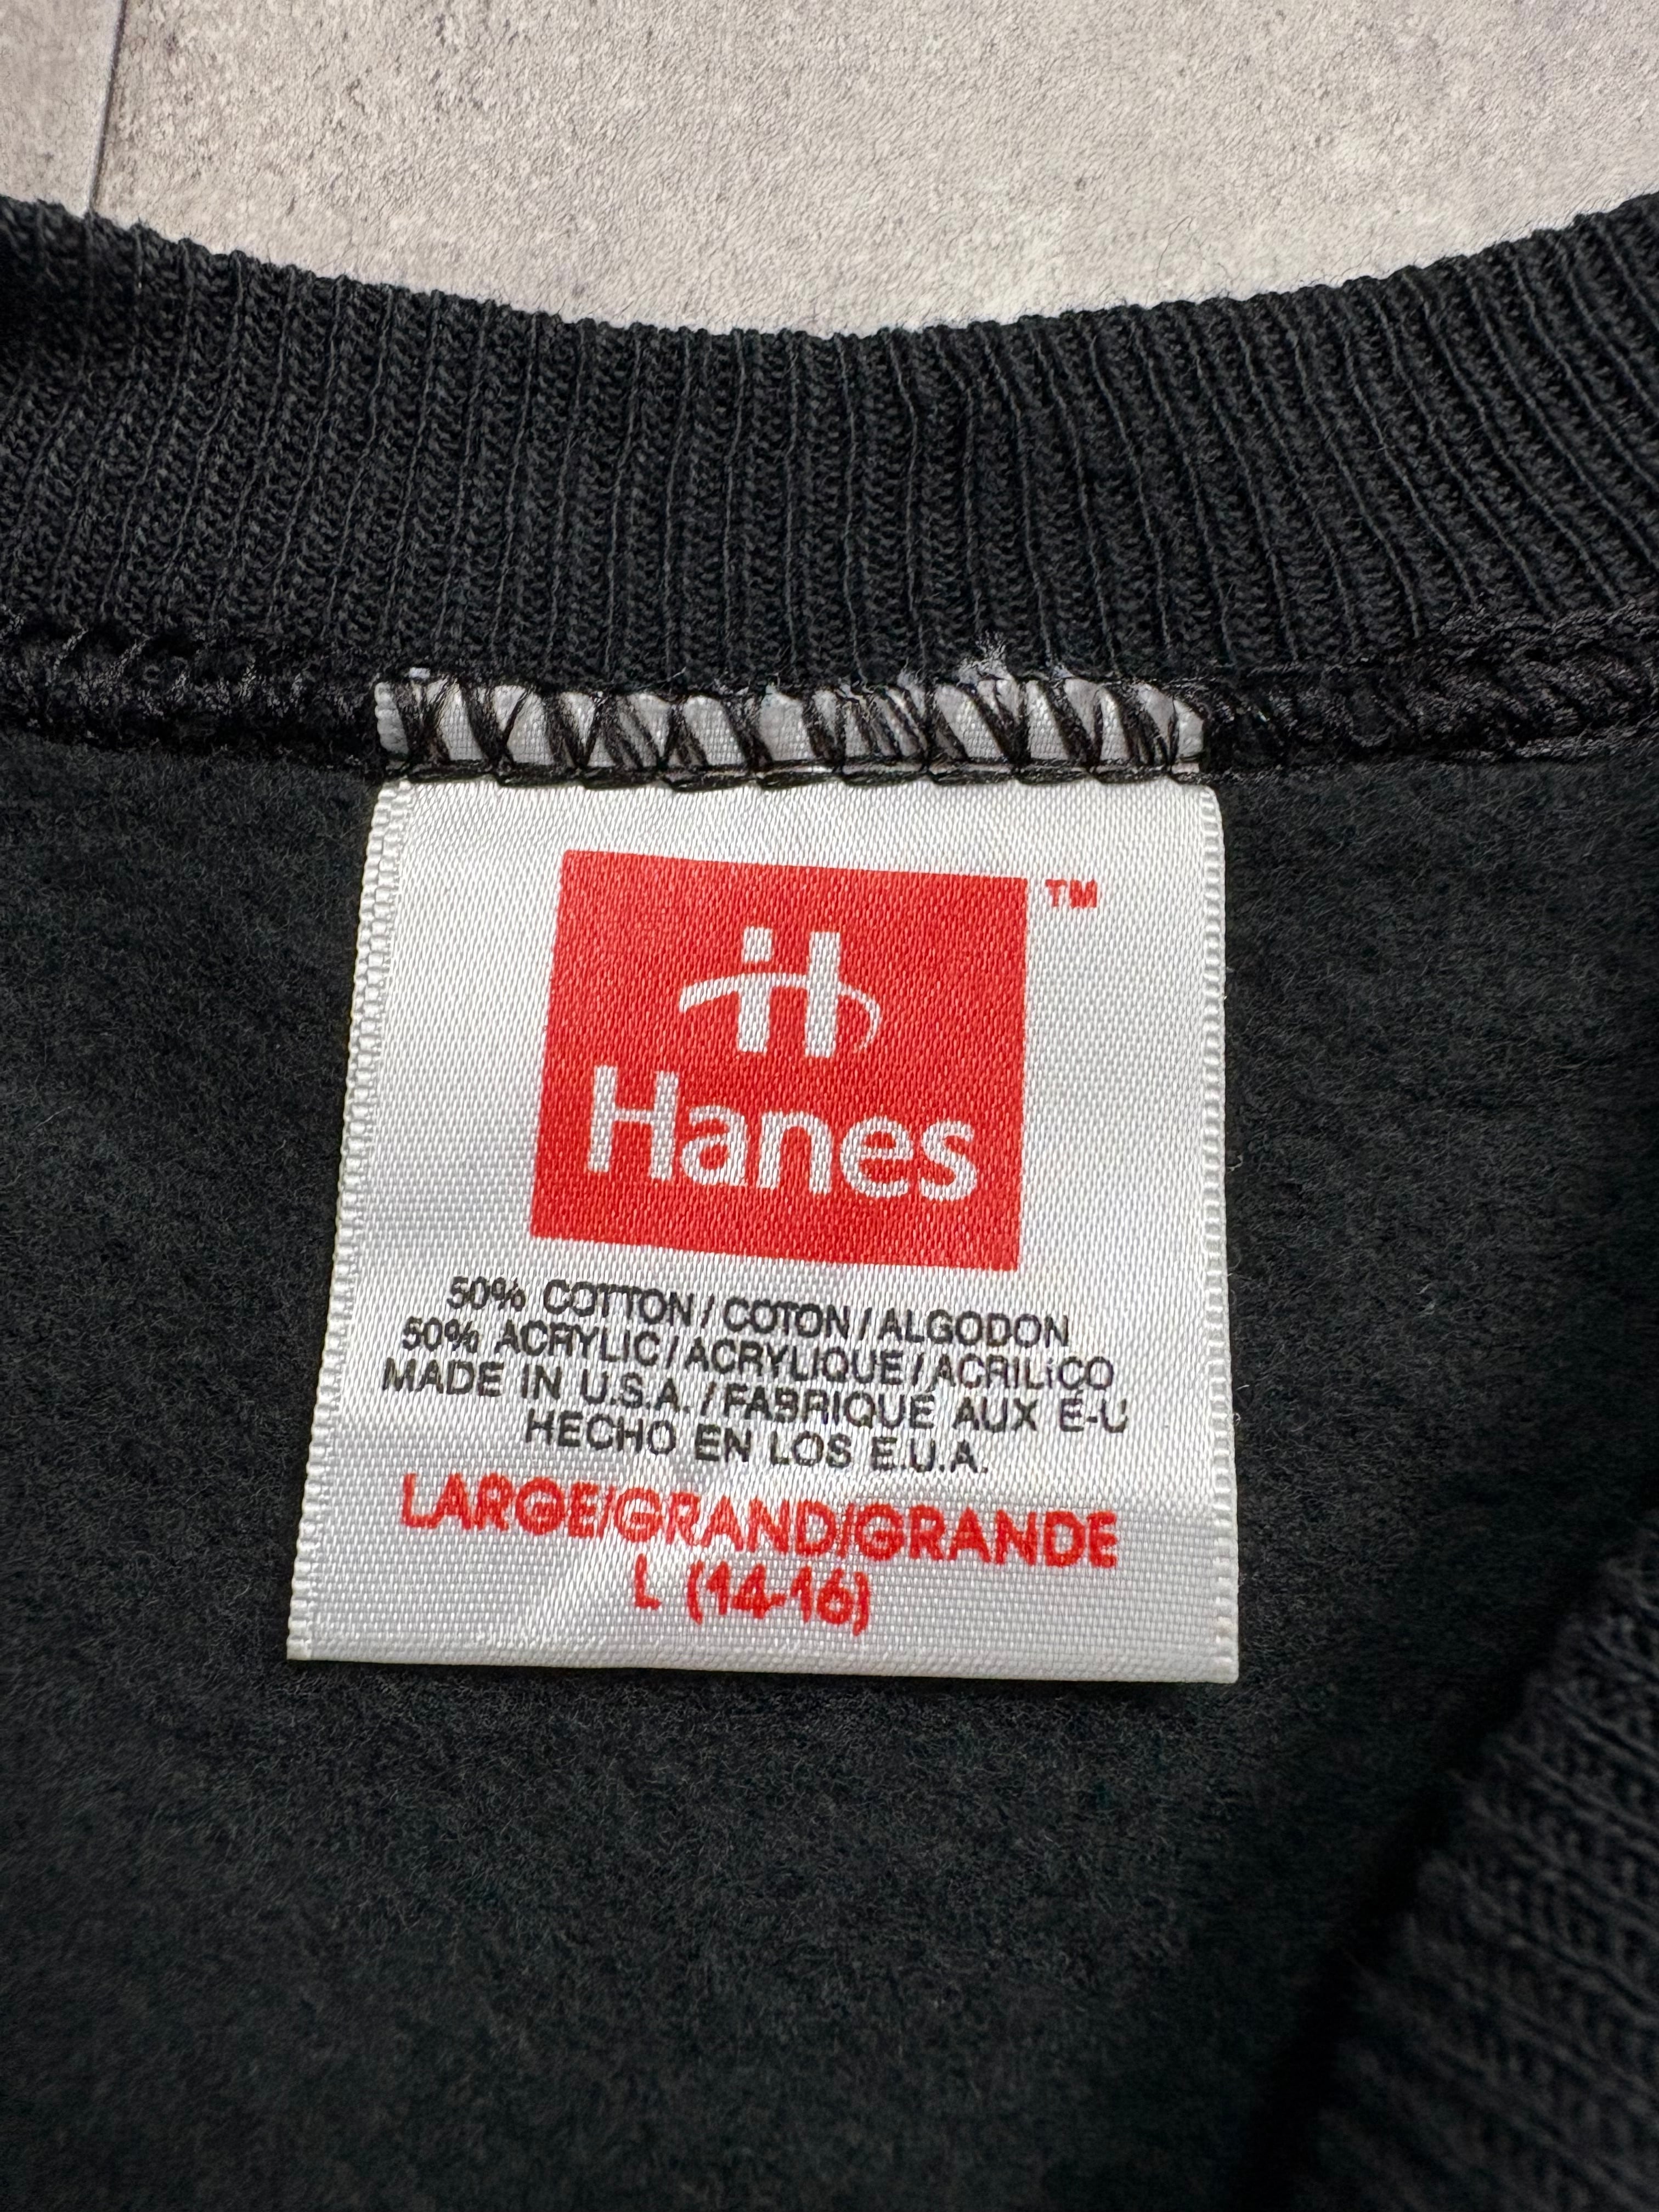 TM
H
Hanes
50% COTTON/COTON/ALGODON
50% ACRYLIC/ACRYLIQUE/ACRILICO
MADE IN U.S.A./FABRIQUÉ AUX É-U
HECHO EN LOS E.U.A.
LARGE/GRAND/GRANDE
L (14-16)